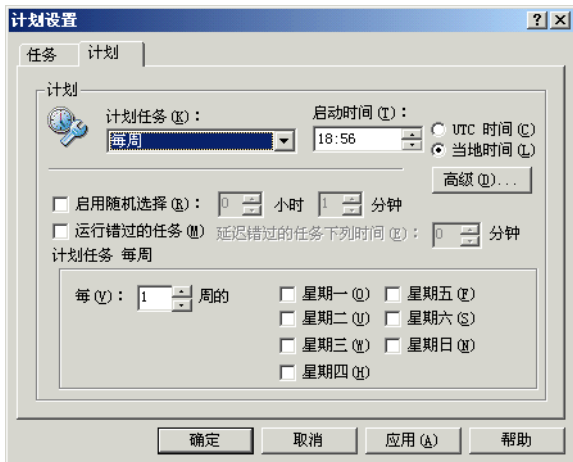 计划设置
任务 计划
计划
计划任务(K): 启动时间(T):
每周 18:56 UTC 时间(C)
当地时间(L)
高级(D)...
启用随机选择(R): 0 小时 1 分钟
运行错过的任务(M) 延迟错过的任务下列时间(E): 0 分钟
计划任务 每周
每(V): 1 周的 星期一(O) 星期五(F)
星期二(U) 星期六(S)
星期三(W) 星期日(N)
星期四(H)
确定 取消 应用(A) 帮助